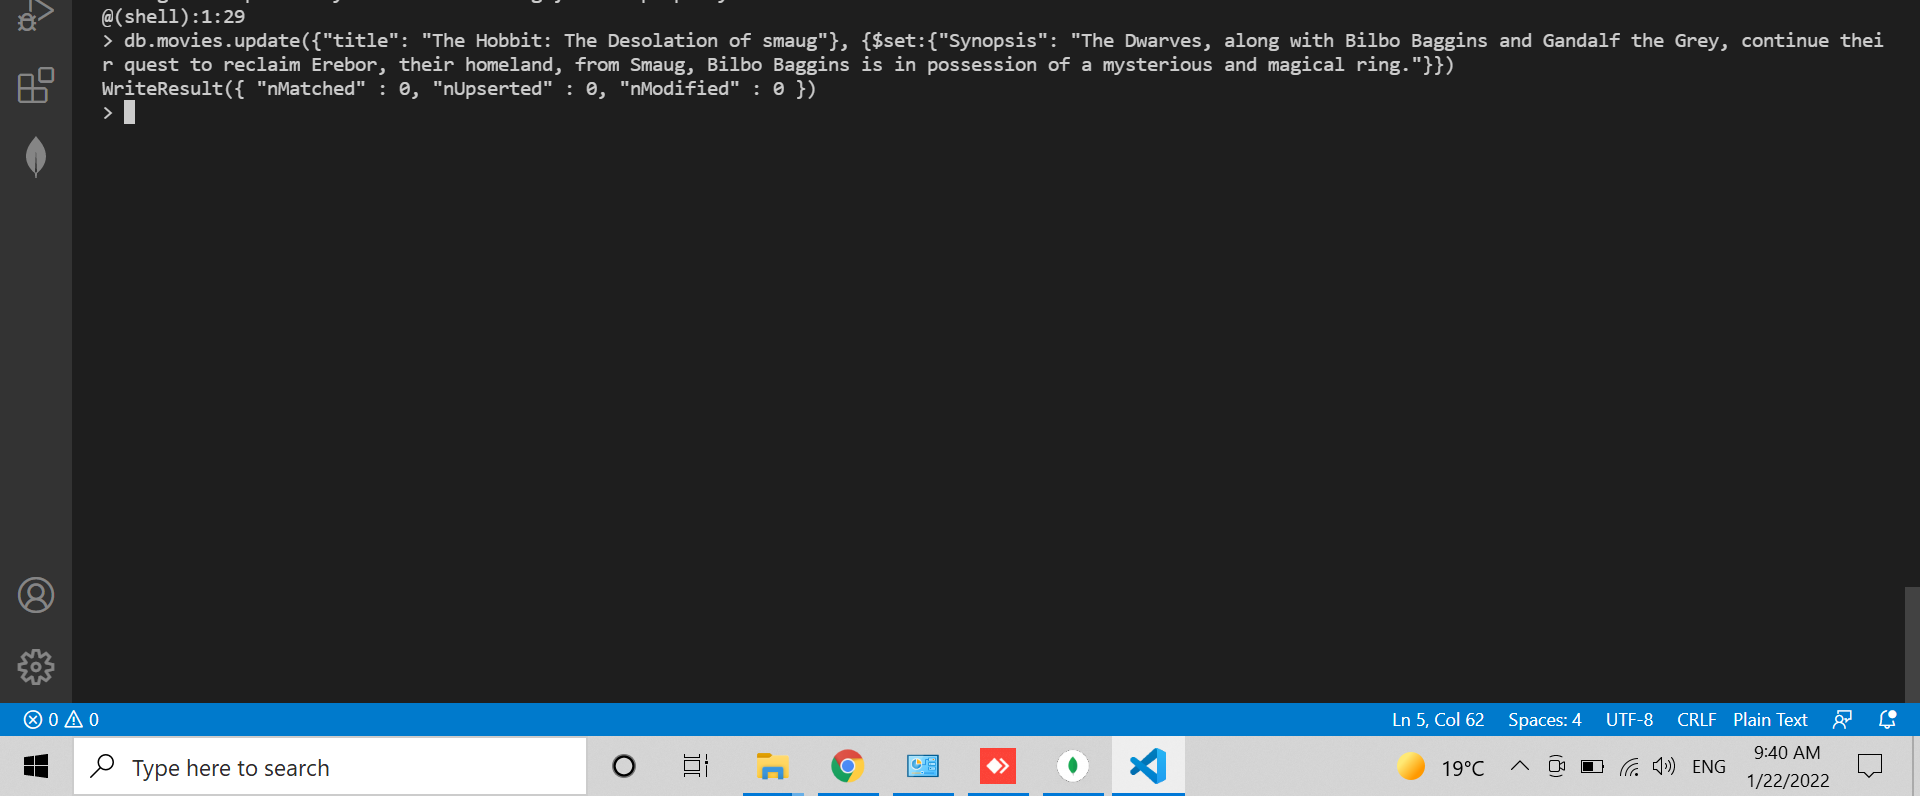 @(shell):1:29
> db.movies.update({"title": "The Hobbit: The Desolation of smaug"}, {$set:{"Synopsis": "The Dwarves, along with Bilbo Baggins and Gandalf the Grey, continue thei
r quest to reclaim Erebor, their homeland, from Smaug, Bilbo Baggins is in possession of a mysterious and magical ring."}})
WriteResult({ "nMatched" : 0, "nUpserted" : 0, "nModified" : 0 })
>
0 0 Ln 5, Col 62 Spaces: 4 UTF-8 CRLF Plain Text
Type here to search 19°C ENG 9:40 AM
1/22/2022